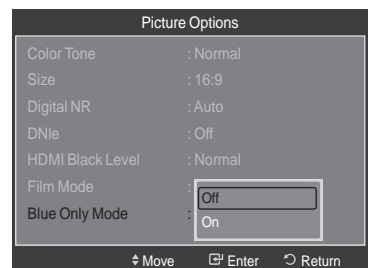 Picture Options
Color Tone : Normal
Size : 16:9
Digital NR : Auto
DNIe : Off
HDMI Black Level : Normal
Film Mode :
Off
Blue Only Mode :
On
Move Enter Return